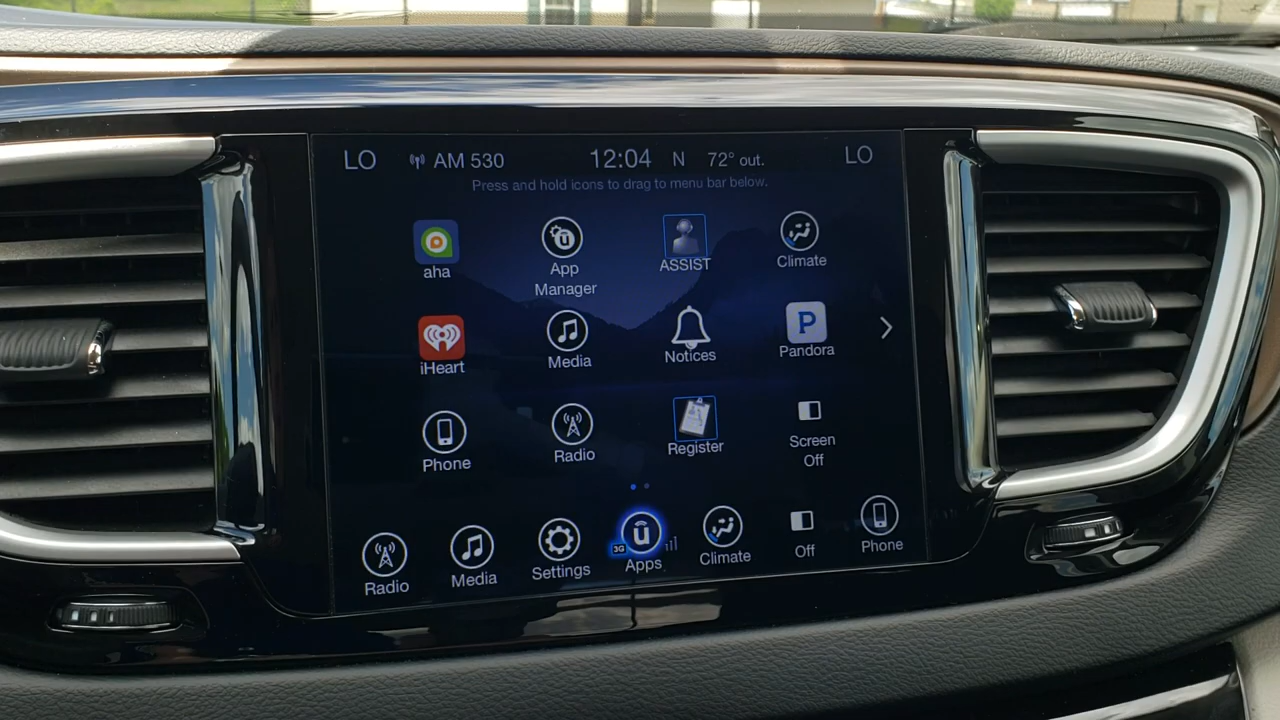 LO AM 530 12:04 N 72° out. LO
Press and hold icons to drag to menu bar below.
aha
App
Manager
ASSIST
Climate
iHeart
Media
Notices
P
Pandora
Phone
Radio
Register
Screen
Off
Radio
Media
Settings
3G
Apps
Climate
Off
Phone